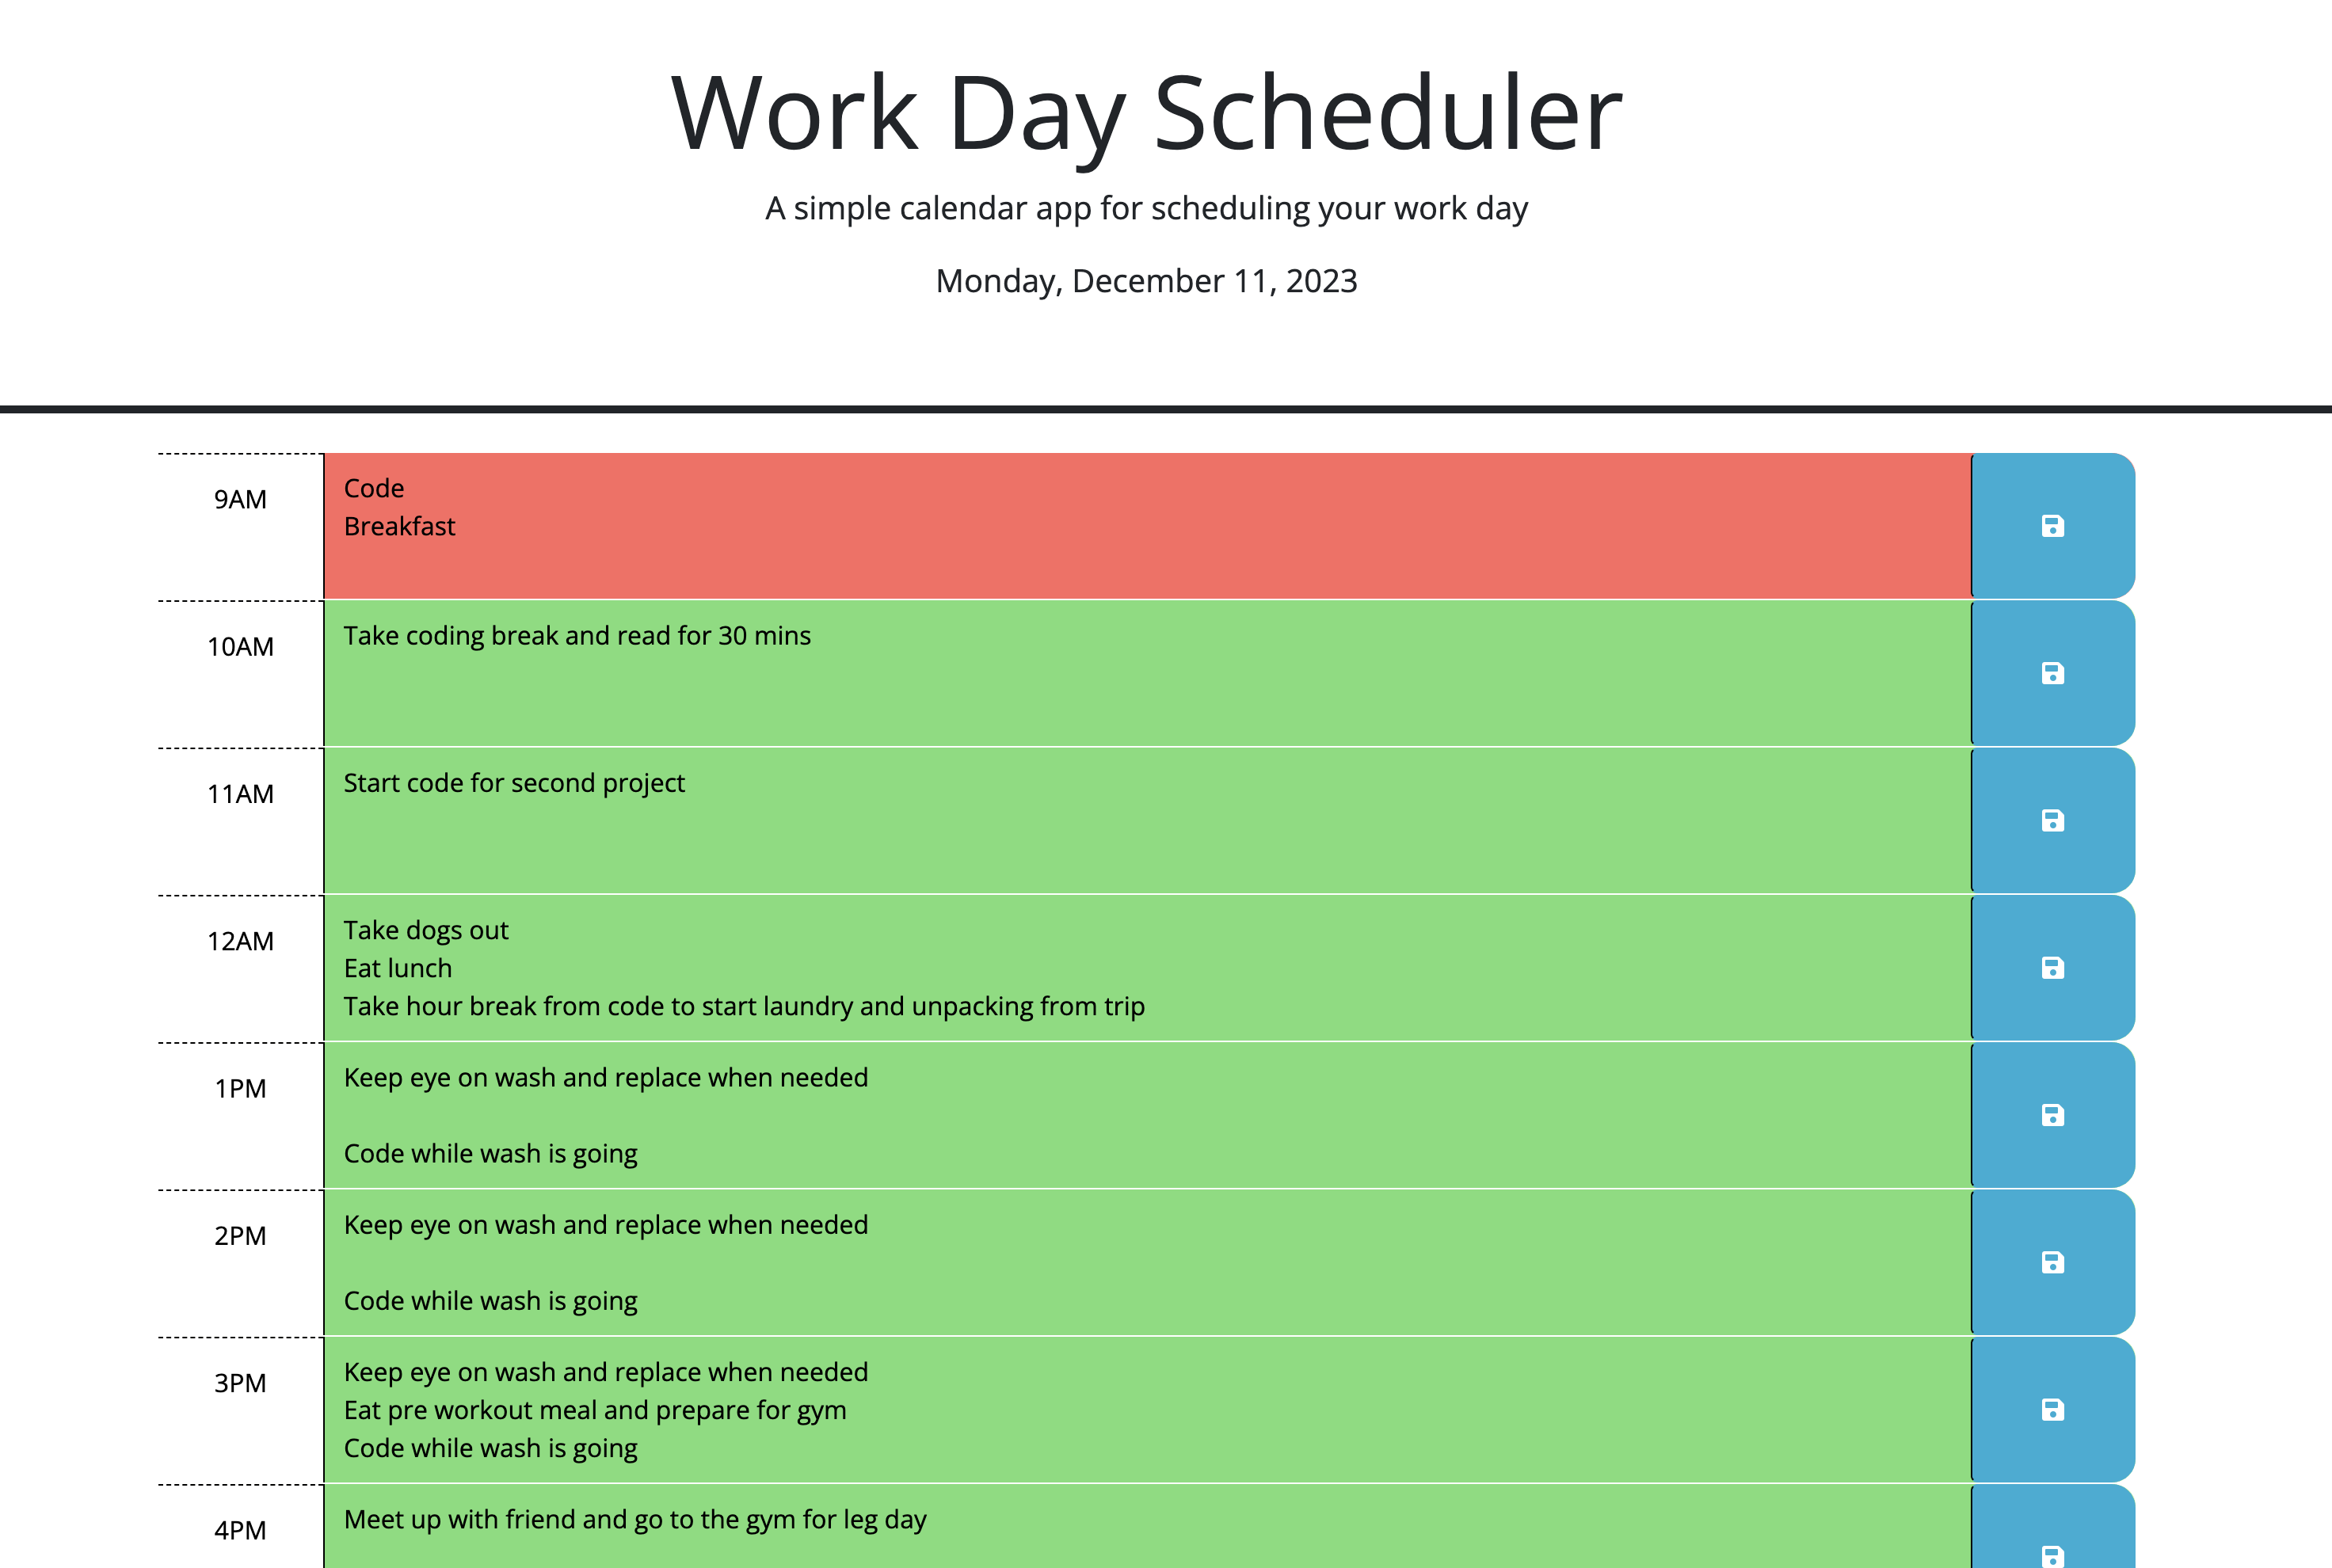 Work Day Scheduler
A simple calendar app for scheduling your work day
Monday, December 11, 2023
9AM
Code
Breakfast
10AM
Take coding break and read for 30 mins
11AM
Start code for second project
12AM
Take dogs out
Eat lunch
Take hour break from code to start laundry and unpacking from trip
1PM
Keep eye on wash and replace when needed
Code while wash is going
2PM
Keep eye on wash and replace when needed
Code while wash is going
3PM
Keep eye on wash and replace when needed
Eat pre workout meal and prepare for gym
Code while wash is going
4PM
Meet up with friend and go to the gym for leg day